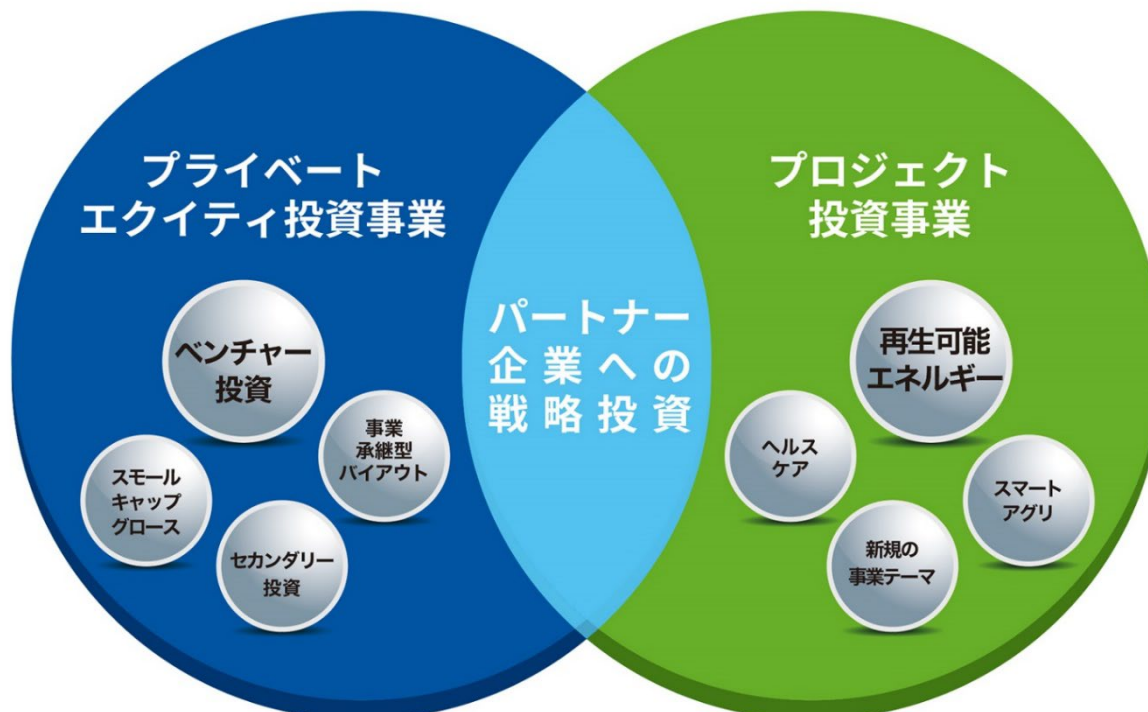 プライベート
エクイティ投資事業
ベンチャー
投資
事業
承継型
バイアウト
スモール
キャップ
グロース
セカンダリー
投資
パートナー
企業への
戦略投資
プロジェクト
投資事業
再生可能
エネルギー
ヘルス
ケア
スマート
アグリ
新規の
事業テーマ